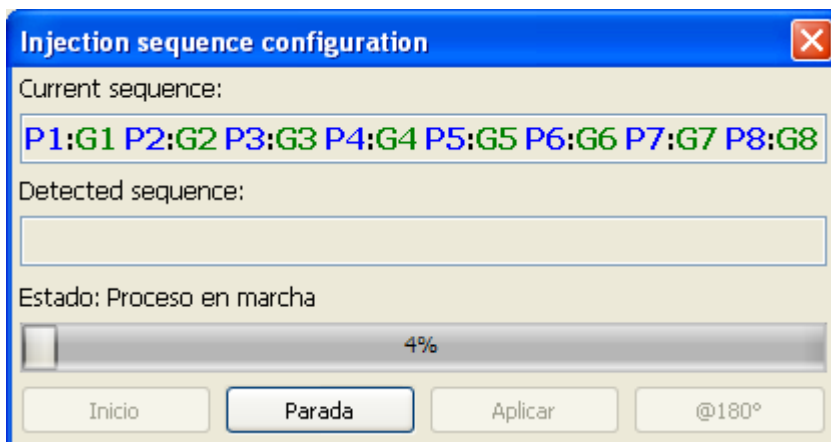 Injection sequence configuration
Current sequence:
P1:G1 P2:G2 P3:G3 P4:G4 P5:G5 P6:G6 P7:G7 P8:G8
Detected sequence:
Estado: Proceso en marcha
4%
Inicio Parada Aplicar @180°